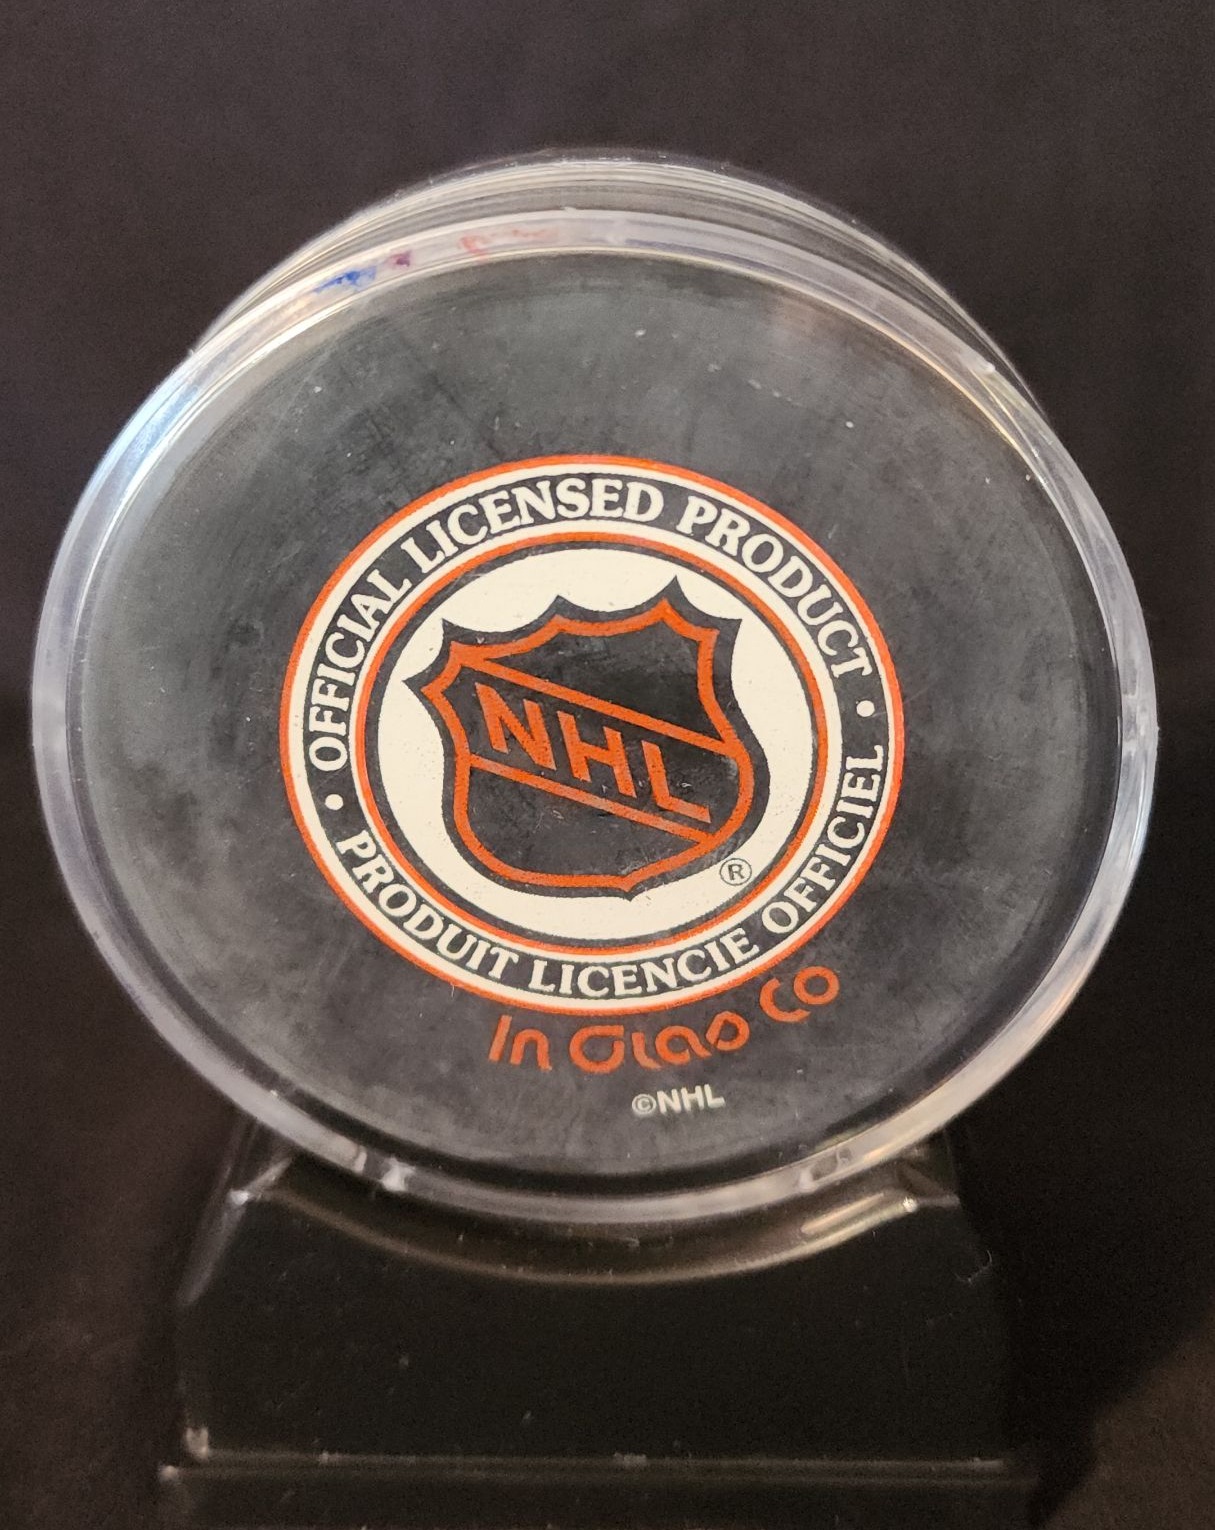 OFFICIAL LICENSED PRODUCT •
NHL
®
• PRODUIT LICENCIE OFFICIEL
In Glas Co
©NHL